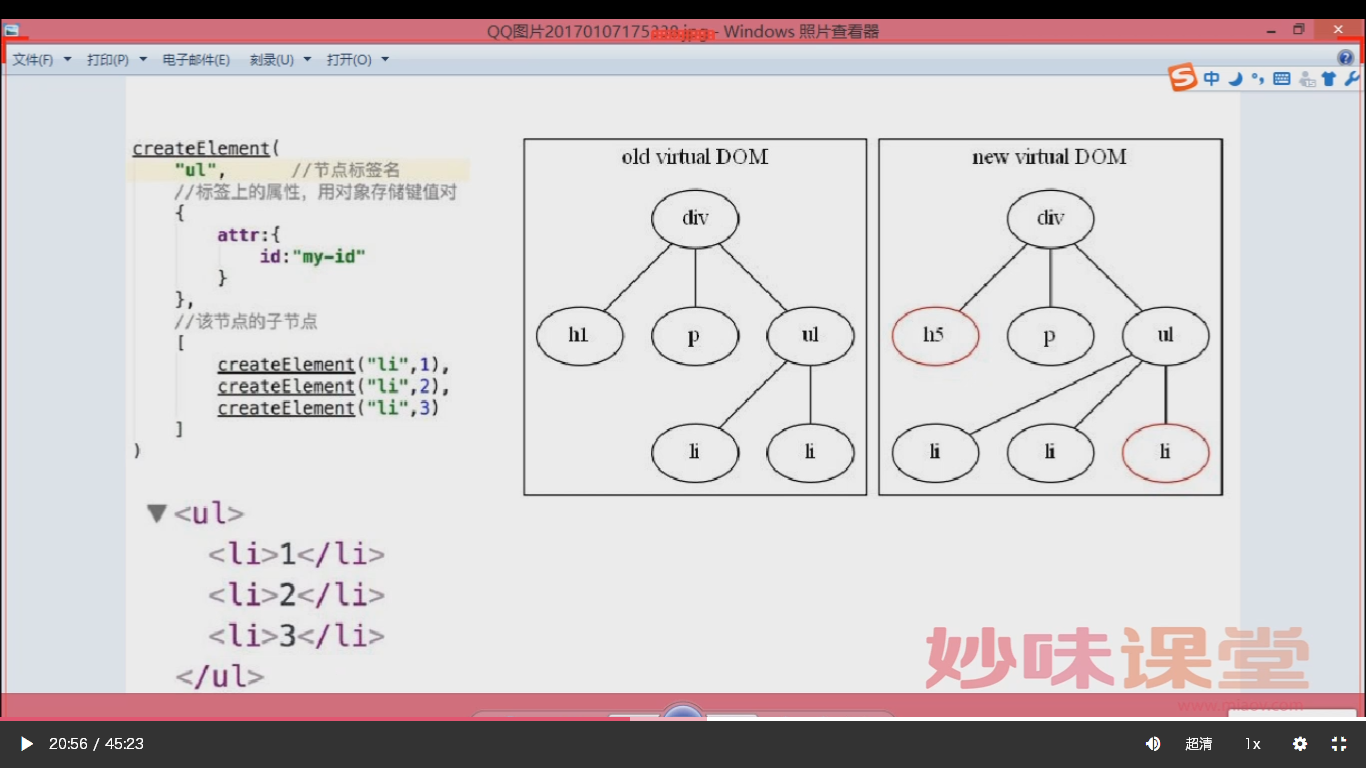 QQ图片20170107175238.jpg - Windows 照片查看器
文件(F) 打印(P) 电子邮件(E) 刻录(U) 打开(O)
中
createElement(
"ul", //节点标签名
//标签上的属性，用对象存储键值对
{
attr:{
id:"my-id"
}
},
//该节点的子节点
[
createElement("li",1),
createElement("li",2),
createElement("li",3)
]
)
<ul>
<li>1</li>
<li>2</li>
<li>3</li>
</ul>
old virtual DOM
div
h1 p ul
li li
new virtual DOM
div
h5 p ul
li li li
妙味课堂
www.miaov.com
20:56 / 45:23 超清 1x